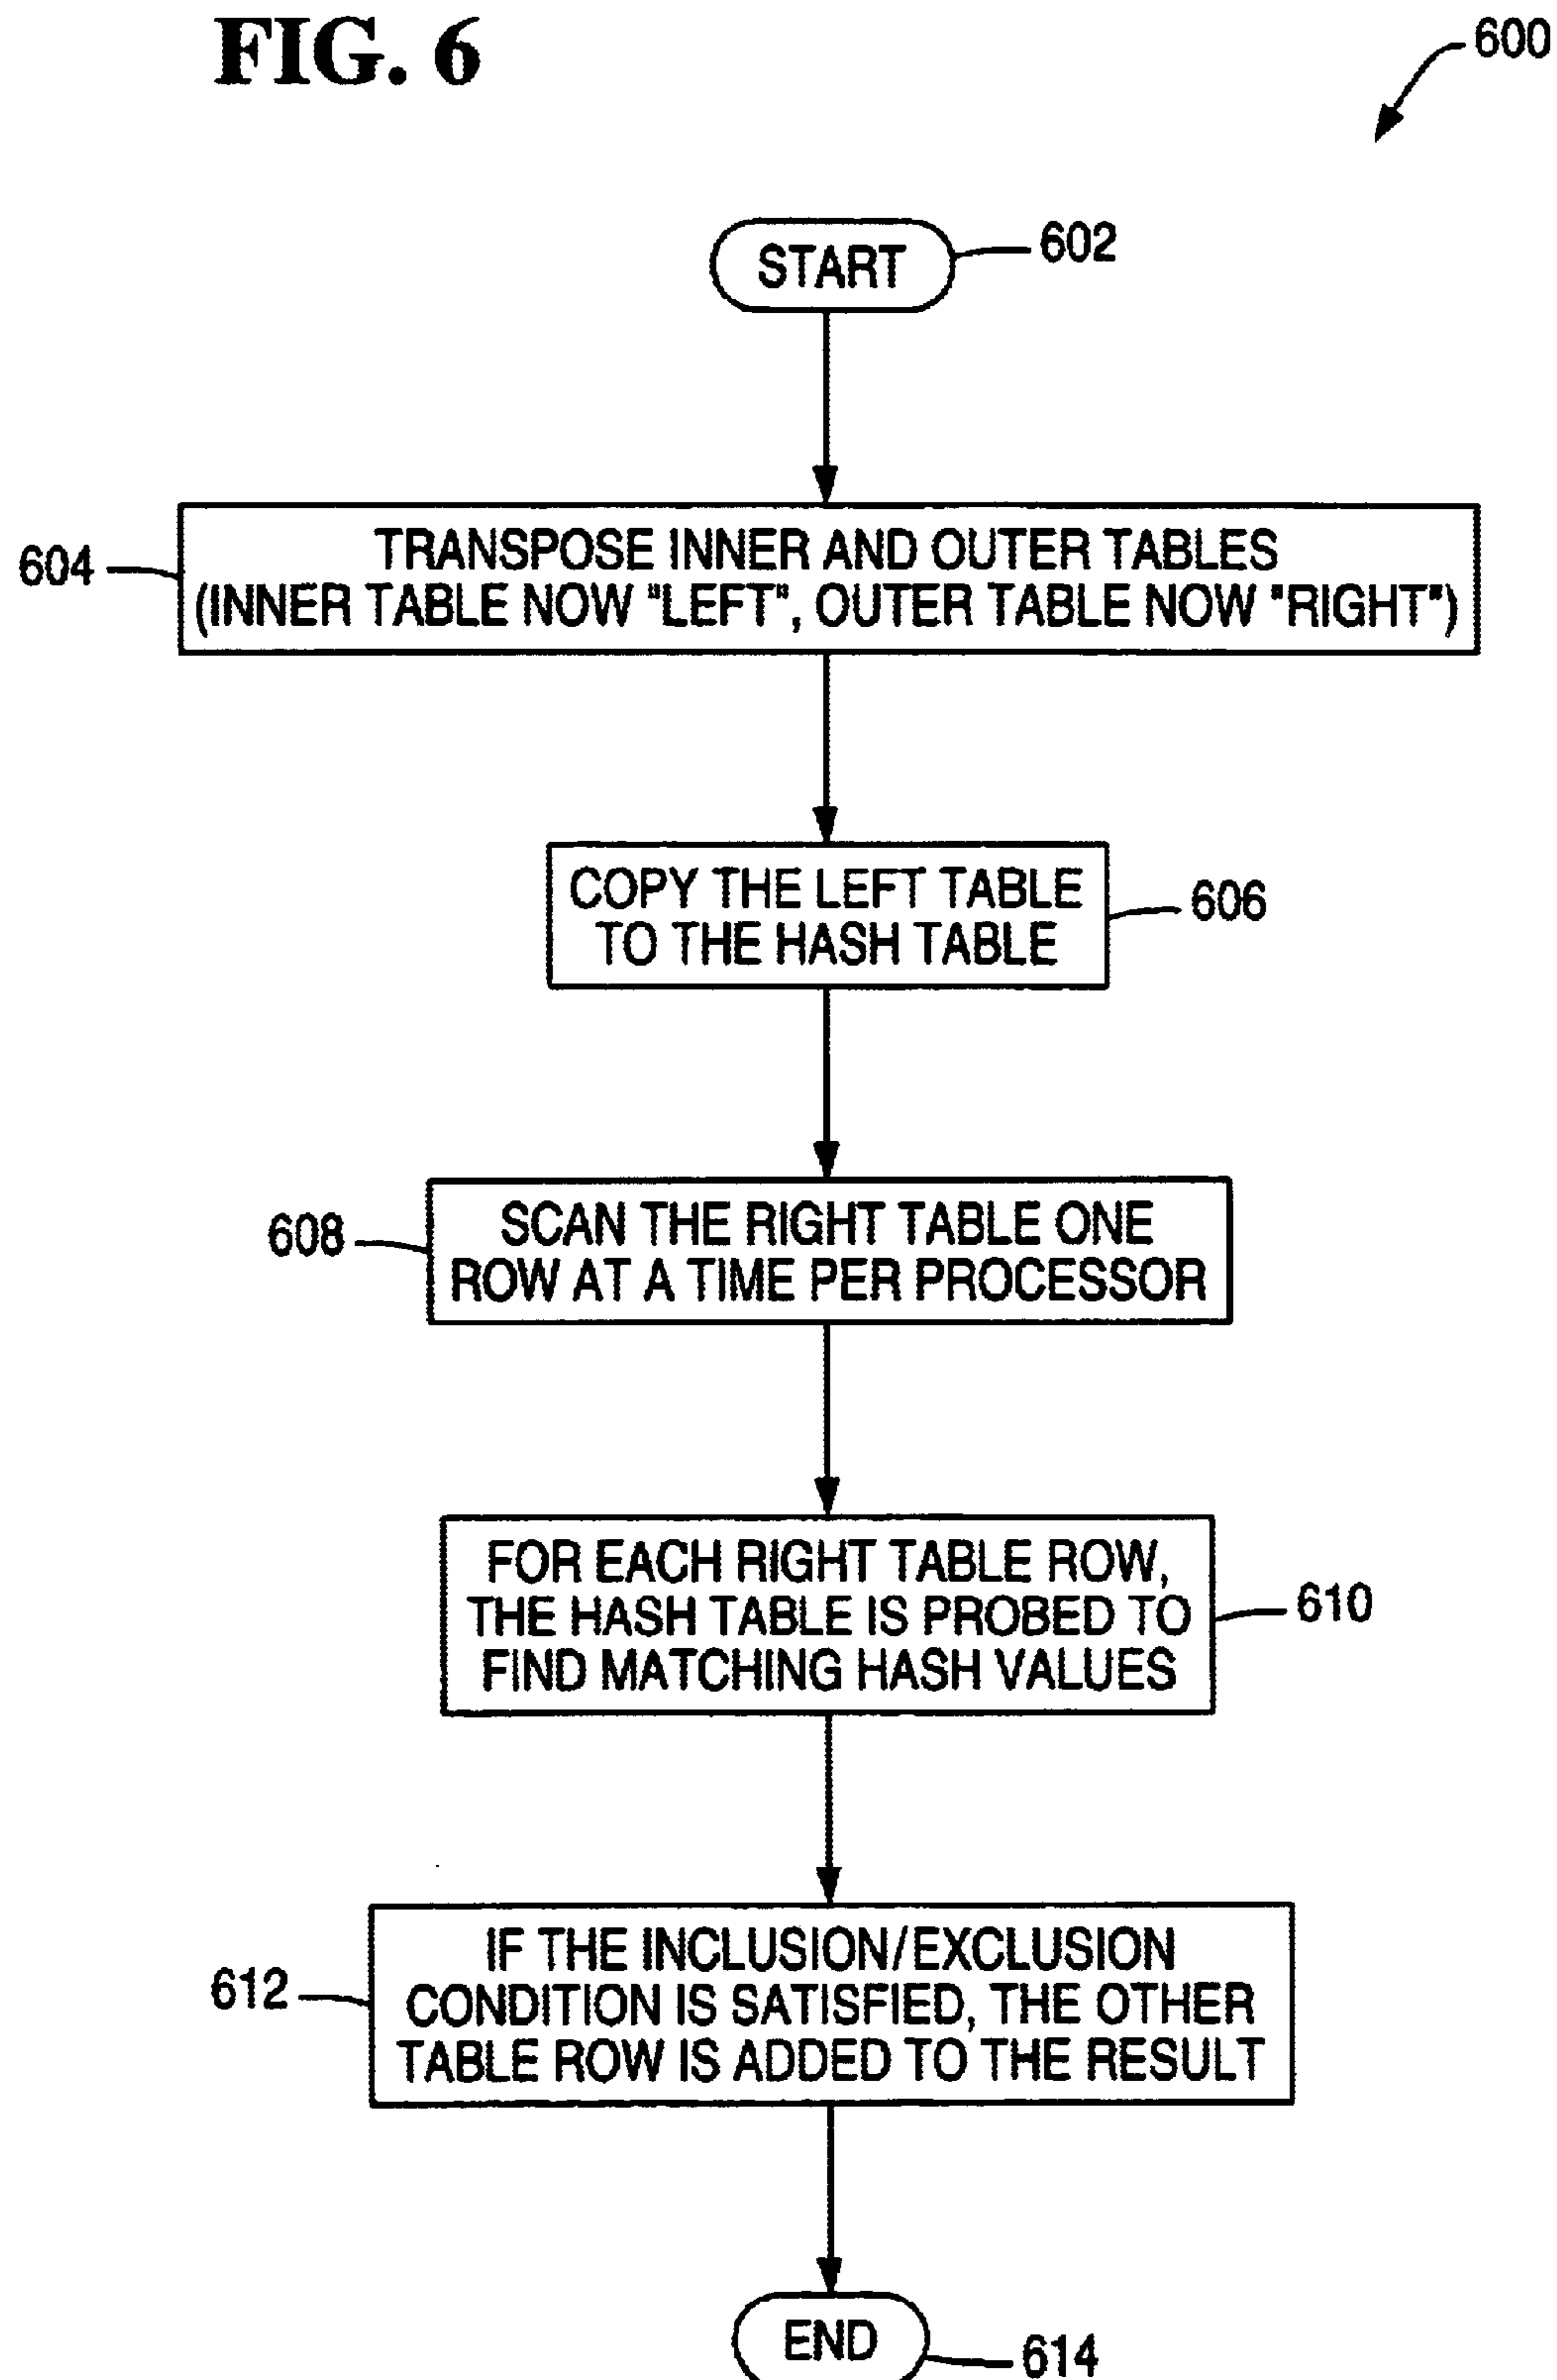 FIG. 6
600
START
602
604
TRANSPOSE INNER AND OUTER TABLES
(INNER TABLE NOW "LEFT", OUTER TABLE NOW "RIGHT")
COPY THE LEFT TABLE
TO THE HASH TABLE
606
608
SCAN THE RIGHT TABLE ONE
ROW AT A TIME PER PROCESSOR
FOR EACH RIGHT TABLE ROW,
THE HASH TABLE IS PROBED TO
FIND MATCHING HASH VALUES
610
612
IF THE INCLUSION/EXCLUSION
CONDITION IS SATISFIED, THE OTHER
TABLE ROW IS ADDED TO THE RESULT
END
614